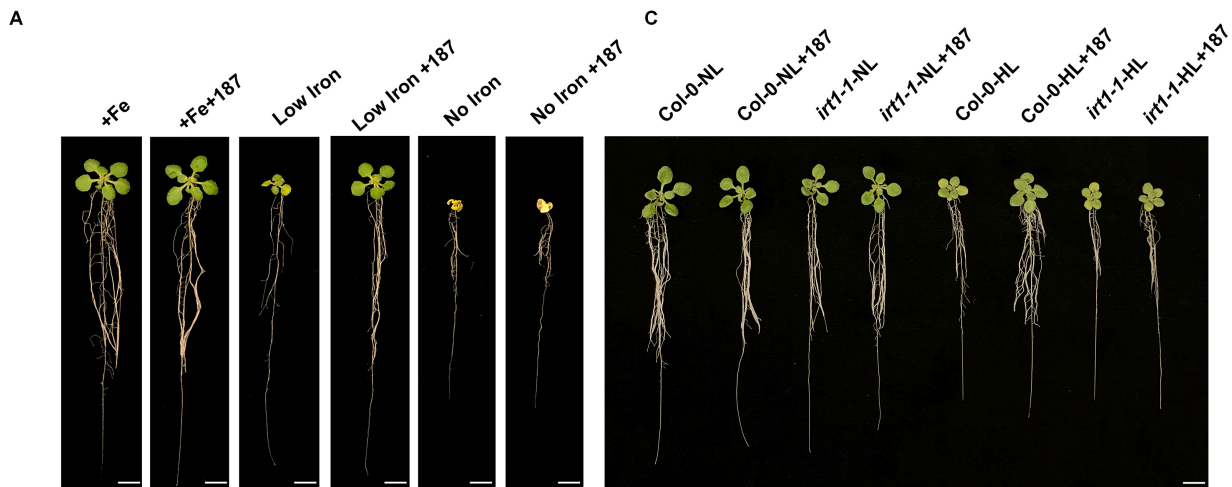 A
+Fe
+Fe+187
Low Iron
Low Iron +187
No Iron
No Iron +187
C
Col-0-NL
Col-0-NL+187
irt1-1-NL
irt1-1-NL+187
Col-0-HL
Col-0-HL+187
irt1-1-HL
irt1-1-HL+187